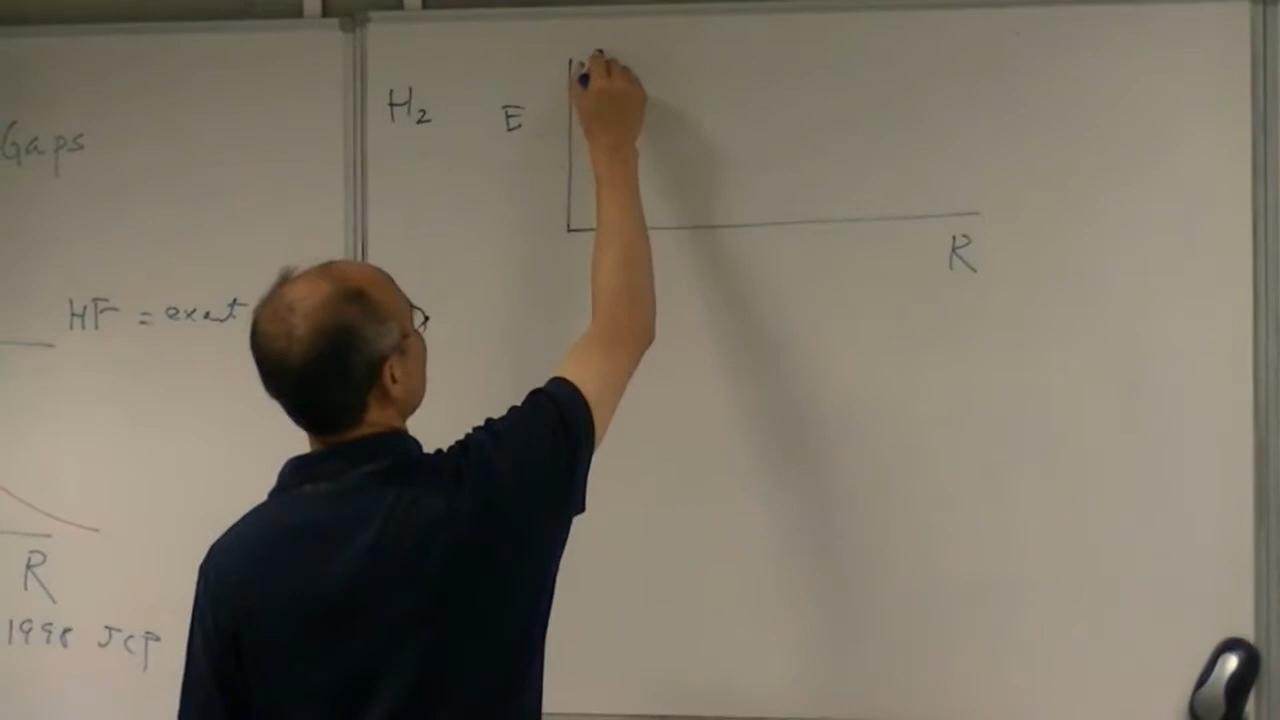 Gaps
HF = exact
R
1998 JCP
H₂
E
R